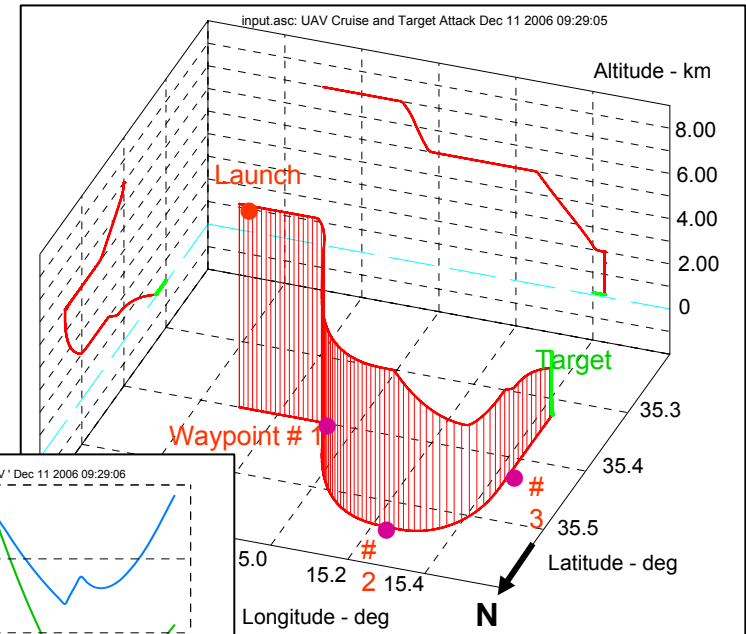 input.asc: UAV Cruise and Target Attack Dec 11 2006 09:29:05
Altitude - km
8.00
6.00
4.00
2.00
0
Launch
Target
Waypoint # 1
35.3
35.4
35.5
#
3
#
2
Latitude - deg
5.0
15.2
15.4
Longitude - deg
N
' Dec 11 2006 09:29:06